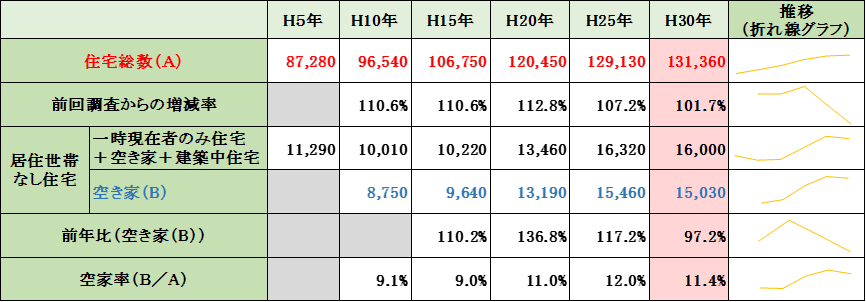 H5年 H10年 H15年 H20年 H25年 H30年 推移
(折れ線グラフ)
住宅総数(A) 87,280 96,540 106,750 120,450 129,130 131,360
前回調査からの増減率 110.6% 110.6% 112.8% 107.2% 101.7%
居住世帯
なし住宅
一時現在者のみ住宅
+空き家+建築中住宅 11,290 10,010 10,220 13,460 16,320 16,000
空き家(B) 8,750 9,640 13,190 15,460 15,030
前年比(空き家(B)) 110.2% 136.8% 117.2% 97.2%
空家率(B/A) 9.1% 9.0% 11.0% 12.0% 11.4%